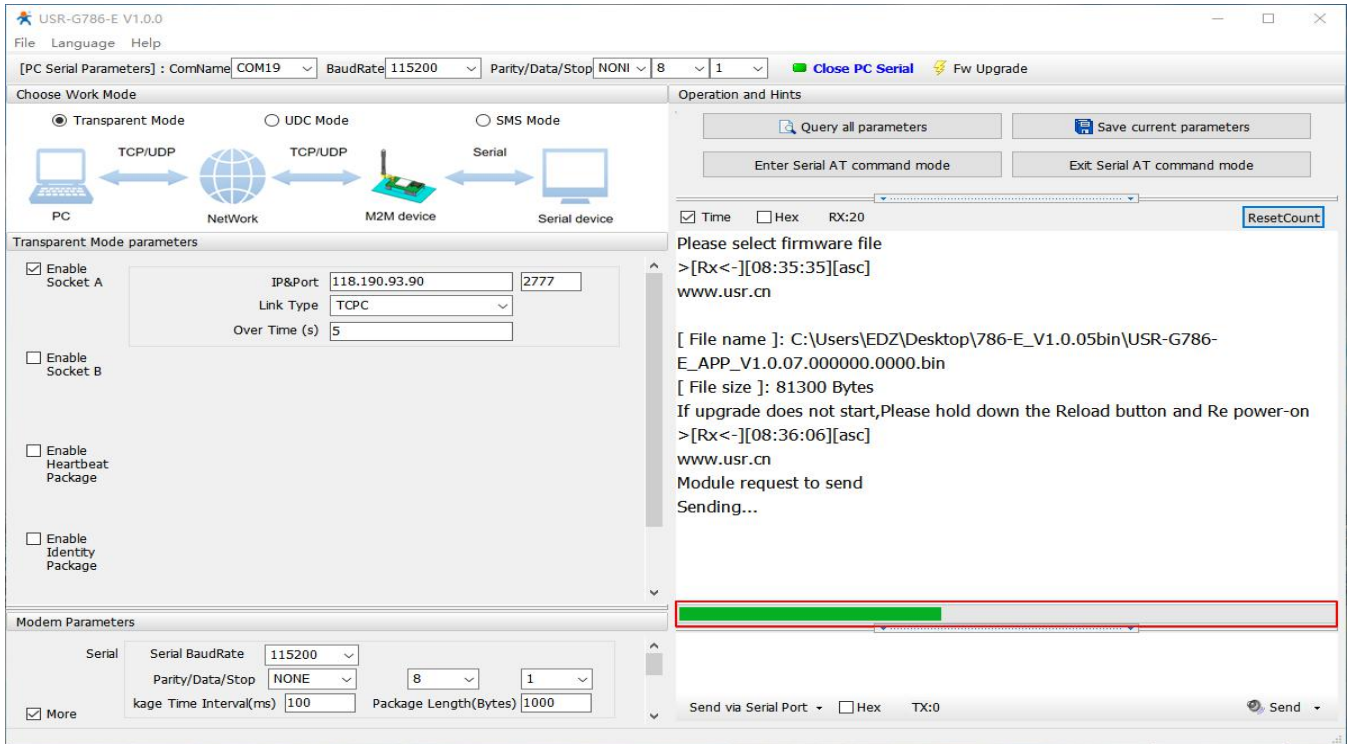 USR-G786-E V1.0.0
File Language Help
[PC Serial Parameters] : ComName COM19 BaudRate 115200 Parity/Data/Stop NONI 8 1 Close PC Serial Fw Upgrade
Choose Work Mode
Transparent Mode UDC Mode SMS Mode
TCP/UDP TCP/UDP Serial
PC NetWork M2M device Serial device
Transparent Mode parameters
Enable
Socket A
IP&Port 118.190.93.90 2777
Link Type TCPC
Over Time (s) 5
Enable
Socket B
Enable
Heartbeat
Package
Enable
Identity
Package
Modem Parameters
Serial Serial BaudRate 115200
Parity/Data/Stop NONE 8 1
kage Time Interval(ms) 100 Package Length(Bytes) 1000
More
Operation and Hints
Query all parameters Save current parameters
Enter Serial AT command mode Exit Serial AT command mode
Time Hex RX:20 ResetCount
Please select firmware file
>[Rx<-][08:35:35][asc]
www.usr.cn
[ File name ]: C:\Users\EDZ\Desktop\786-E_V1.0.05bin\USR-G786-
E_APP_V1.0.07.000000.0000.bin
[ File size ]: 81300 Bytes
If upgrade does not start,Please hold down the Reload button and Re power-on
>[Rx<-][08:36:06][asc]
www.usr.cn
Module request to send
Sending...
Send via Serial Port Hex TX:0 Send